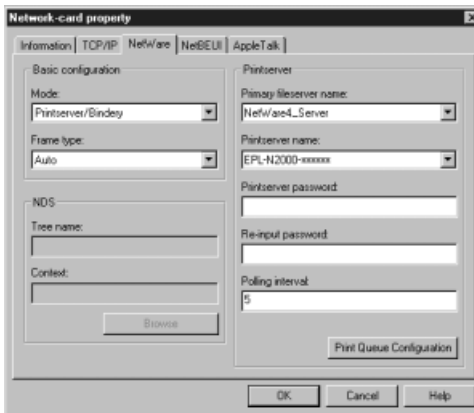 Network-card property
Information TCP/IP NetWare NetBEUI AppleTalk
Basic configuration
Mode:
Printserver/Bindery
Frame type:
Auto
NDS
Tree name:
Context:
Browse
Printserver
Primary fileserver name:
NetWare4_Server
Printserver name:
EPL-N2000-xxxxxx
Printserver password:
Re-input password:
Polling interval:
5
Print Queue Configuration
OK Cancel Help